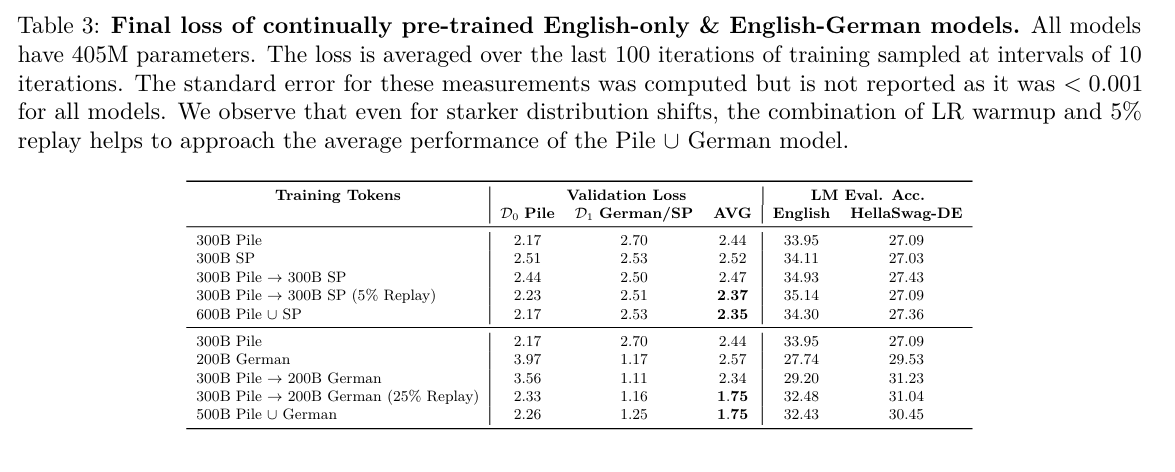 Table 3: Final loss of continually pre-trained English-only & English-German models. All models
have 405M parameters. The loss is averaged over the last 100 iterations of training sampled at intervals of 10
iterations. The standard error for these measurements was computed but is not reported as it was < 0.001
for all models. We observe that even for starker distribution shifts, the combination of LR warmup and 5%
replay helps to approach the average performance of the Pile ∪ German model.
Training Tokens Validation Loss LM Eval. Acc.
𝒟₀ Pile 𝒟₁ German/SP AVG English HellaSwag-DE
300B Pile 2.17 2.70 2.44 33.95 27.09
300B SP 2.51 2.53 2.52 34.11 27.03
300B Pile → 300B SP 2.44 2.50 2.47 34.93 27.43
300B Pile → 300B SP (5% Replay) 2.23 2.51 2.37 35.14 27.09
600B Pile ∪ SP 2.17 2.53 2.35 34.30 27.36
300B Pile 2.17 2.70 2.44 33.95 27.09
200B German 3.97 1.17 2.57 27.74 29.53
300B Pile → 200B German 3.56 1.11 2.34 29.20 31.23
300B Pile → 200B German (25% Replay) 2.33 1.16 1.75 32.48 31.04
500B Pile ∪ German 2.26 1.25 1.75 32.43 30.45